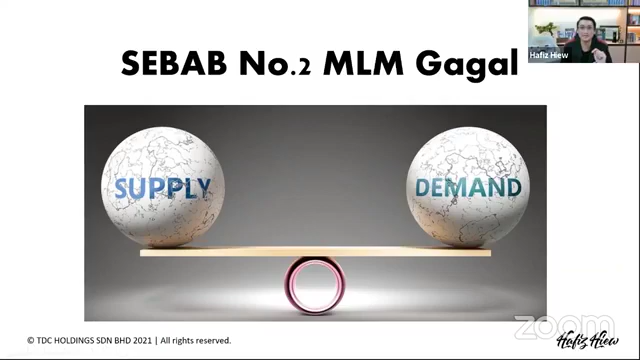 Hafiz Hiew
SEBAB No.2 MLM Gagal
SUPPLY
DEMAND
zoom
© TDC HOLDINGS SDN BHD 2021 | All rights reserved.
Hafiz Hiew